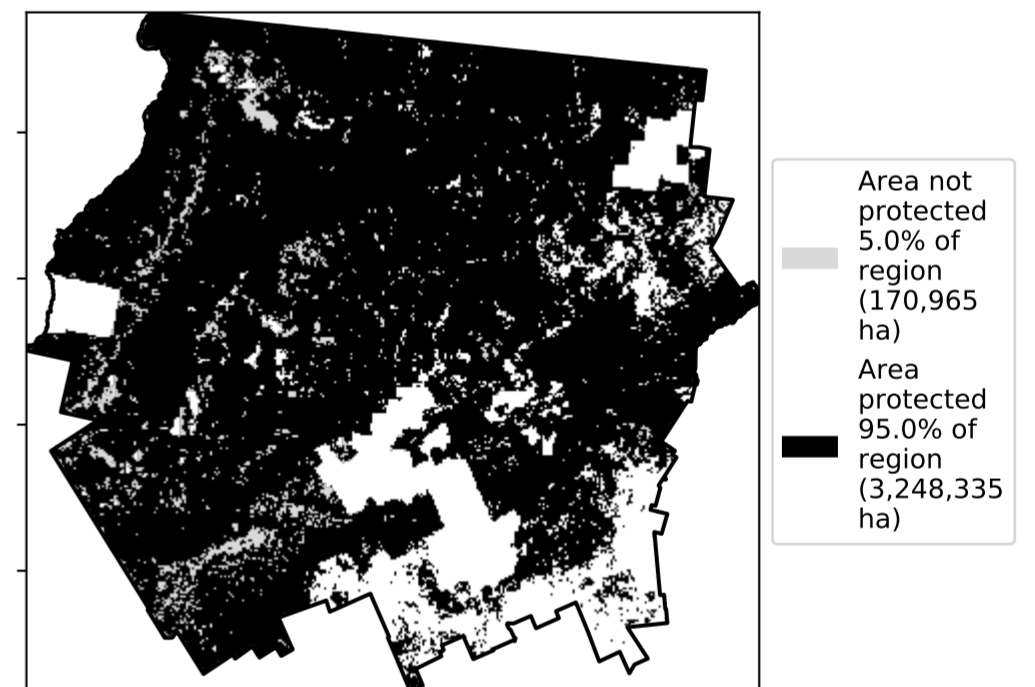 Area not
protected
5.0% of
region
(170,965
ha)
Area
protected
95.0% of
region
(3,248,335
ha)